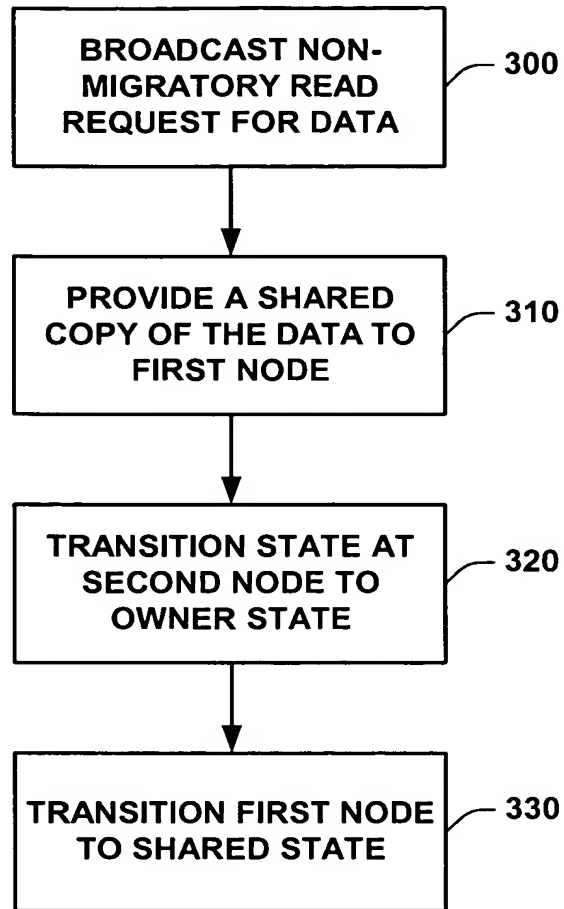 BROADCAST NON-
MIGRATORY READ
REQUEST FOR DATA
300
PROVIDE A SHARED
COPY OF THE DATA TO
FIRST NODE
310
TRANSITION STATE AT
SECOND NODE TO
OWNER STATE
320
TRANSITION FIRST NODE
TO SHARED STATE
330